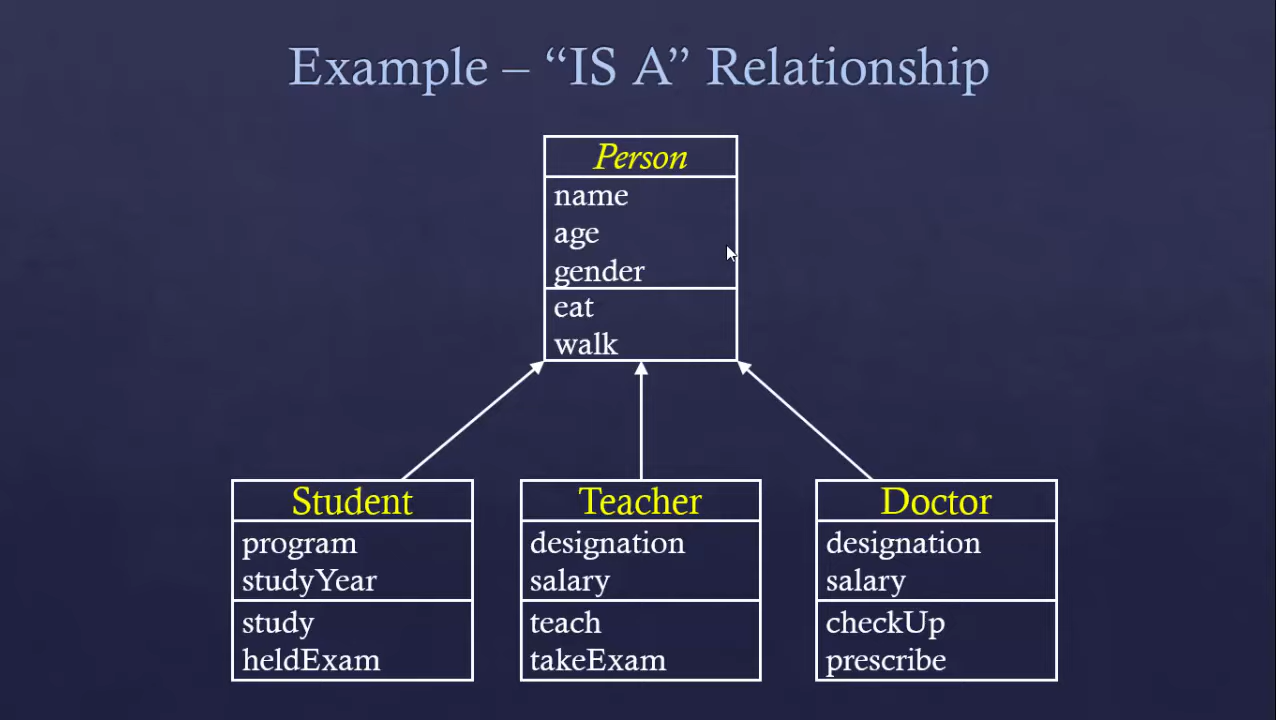 Example – “IS A” Relationship
Person
name
age
gender
eat
walk
Student
program
studyYear
study
heldExam
Teacher
designation
salary
teach
takeExam
Doctor
designation
salary
checkUp
prescribe